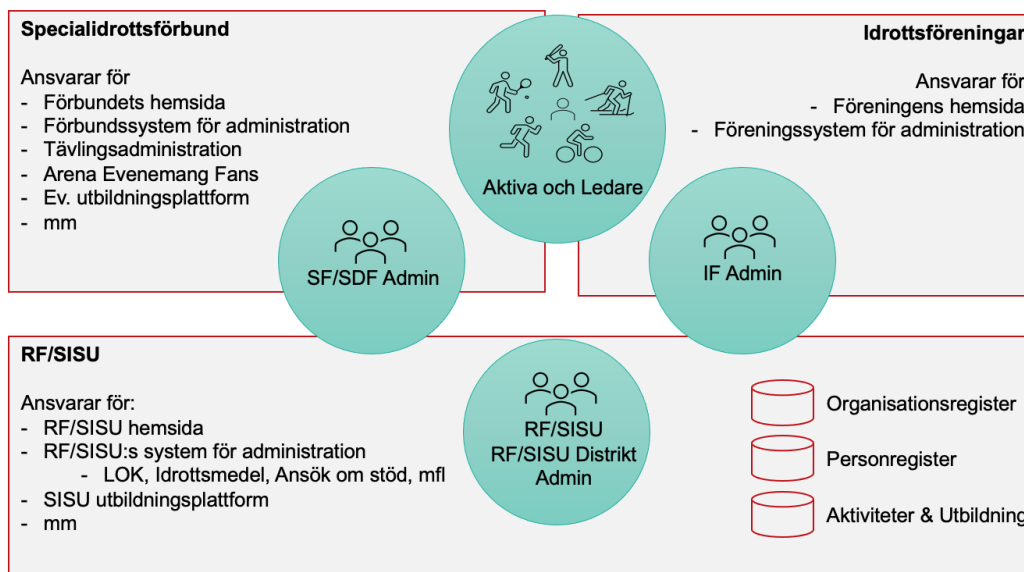 Specialidrottsförbund
Ansvarar för
- Förbundets hemsida
- Förbundssystem för administration
- Tävlingsadministration
- Arena Evenemang Fans
- Ev. utbildningsplattform
- mm
Aktiva och Ledare
Idrottsföreningar
Ansvarar för
- Föreningens hemsida
- Föreningssystem för administration
SF/SDF Admin
IF Admin
RF/SISU
Ansvarar för:
- RF/SISU hemsida
- RF/SISU:s system för administration
- LOK, Idrottsmedel, Ansök om stöd, mfl
- SISU utbildningsplattform
- mm
RF/SISU
RF/SISU Distrikt
Admin
Organisationsregister
Personregister
Aktiviteter & Utbildning